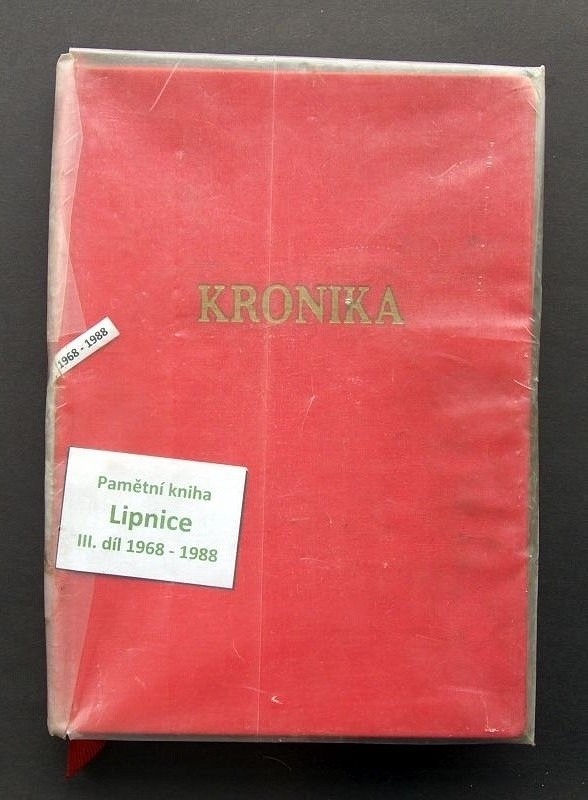 KRONIKA
1968 - 1988
Pamětní kniha
Lipnice
III. díl 1968 - 1988